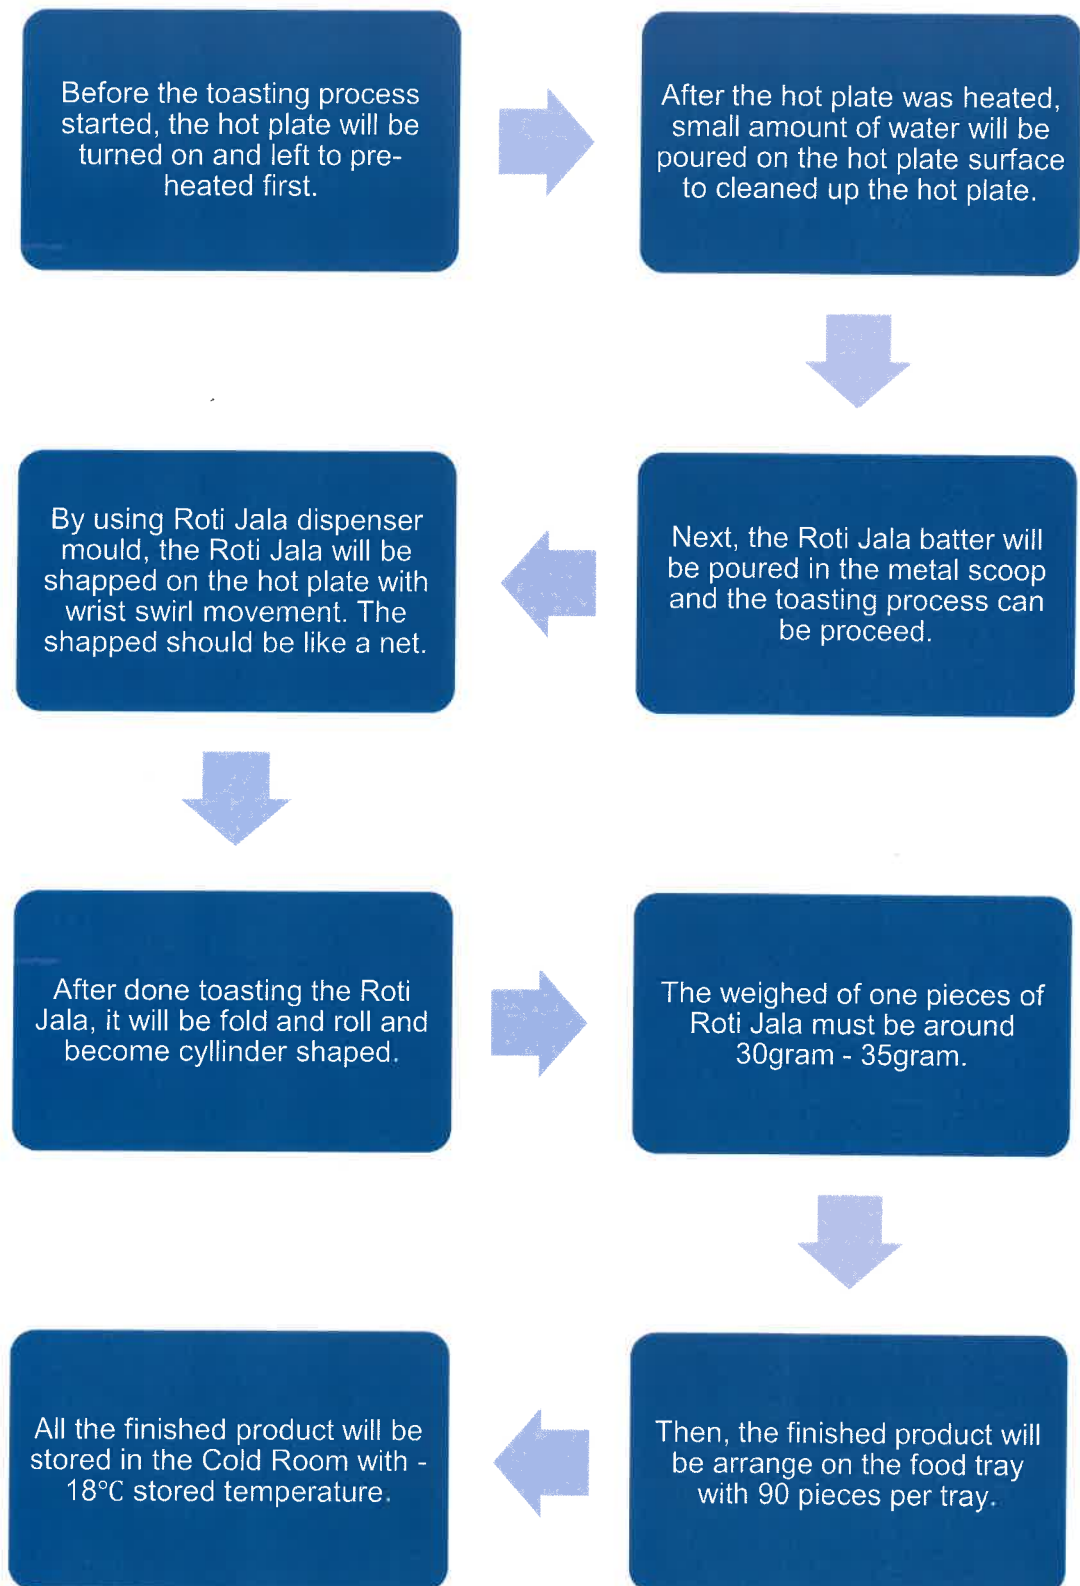 Before the toasting process
started, the hot plate will be
turned on and left to pre-
heated first.
After the hot plate was heated,
small amount of water will be
poured on the hot plate surface
to cleaned up the hot plate.
Next, the Roti Jala batter will
be poured in the metal scoop
and the toasting process can
be proceed.
By using Roti Jala dispenser
mould, the Roti Jala will be
shapped on the hot plate with
wrist swirl movement. The
shapped should be like a net.
After done toasting the Roti
Jala, it will be fold and roll and
become cyllinder shaped.
The weighed of one pieces of
Roti Jala must be around
30gram - 35gram.
Then, the finished product will
be arrange on the food tray
with 90 pieces per tray.
All the finished product will be
stored in the Cold Room with -
18°C stored temperature.